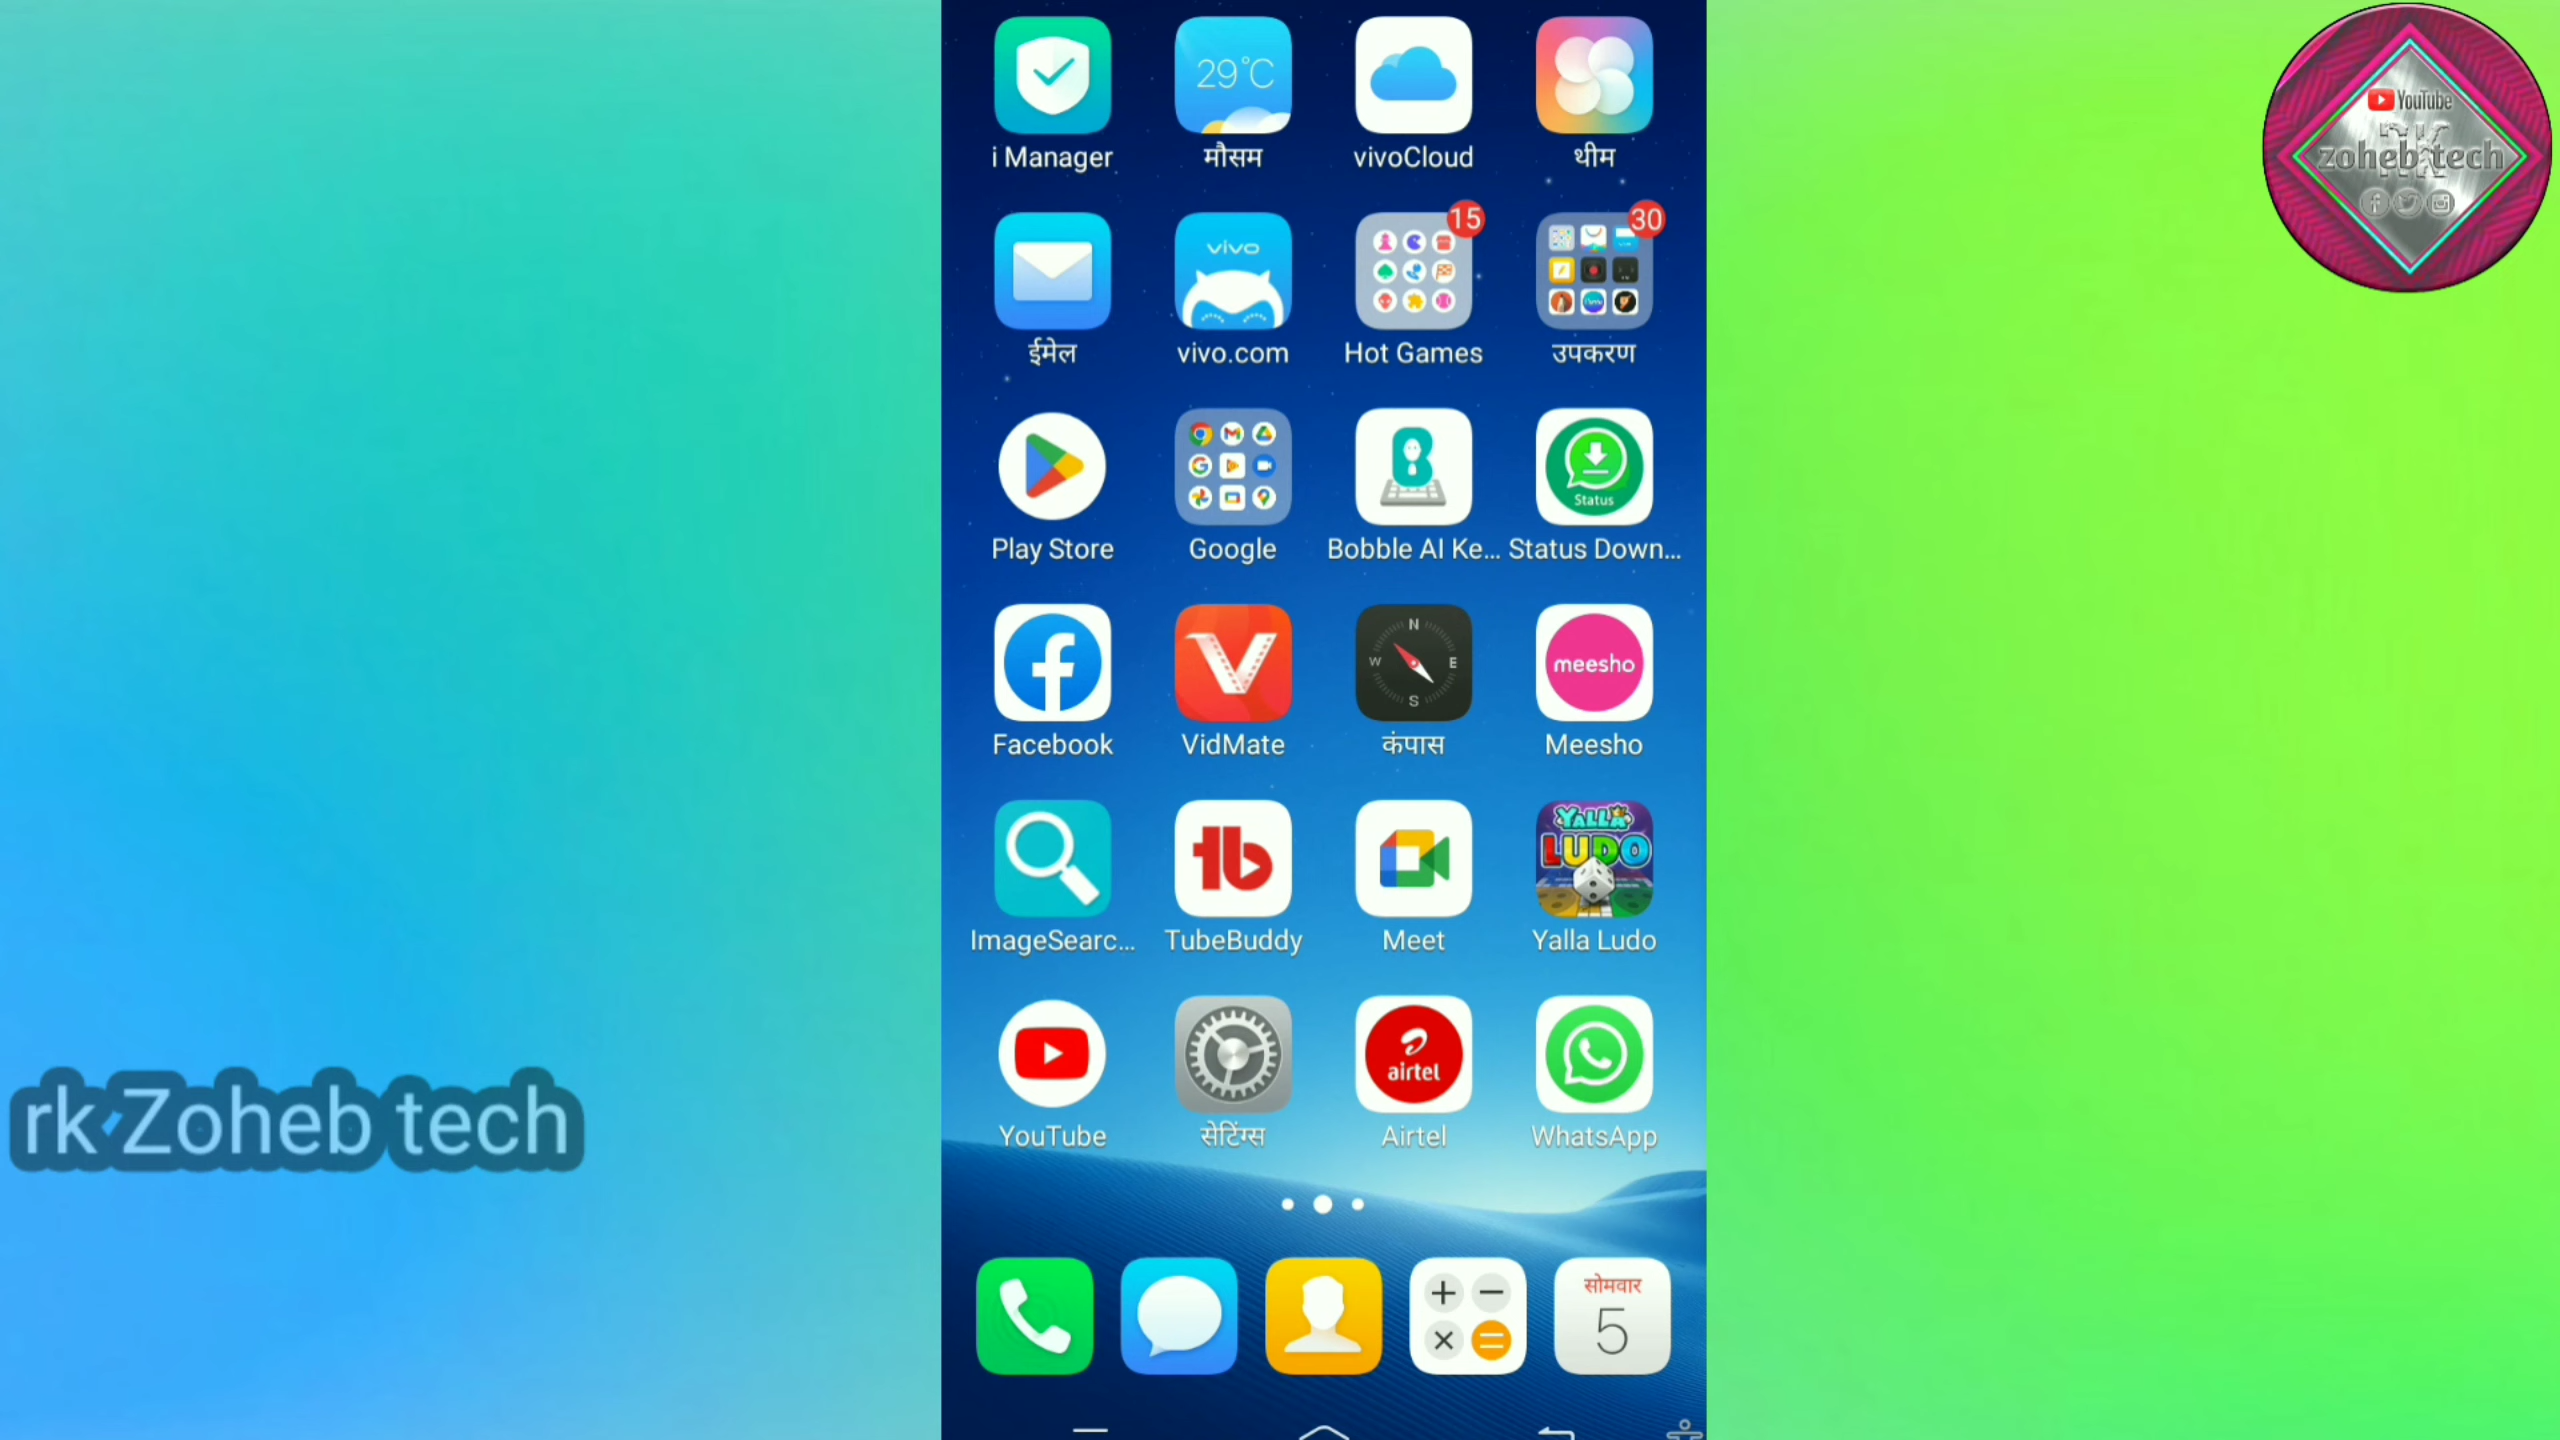 29°C
i Manager
मौसम
vivoCloud
थीम
15
30
vivo
ईमेल
vivo.com
Hot Games
उपकरण
Status
Play Store
Google
Bobble AI Ke...
Status Down...
N
W
E
S
meesho
Facebook
VidMate
कंपास
Meesho
YALLA
LUDO
ImageSearc...
TubeBuddy
Meet
Yalla Ludo
airtel
YouTube
सेटिंग्स
Airtel
WhatsApp
सोमवार
5
rk Zoheb tech
YouTube
zoheb tech